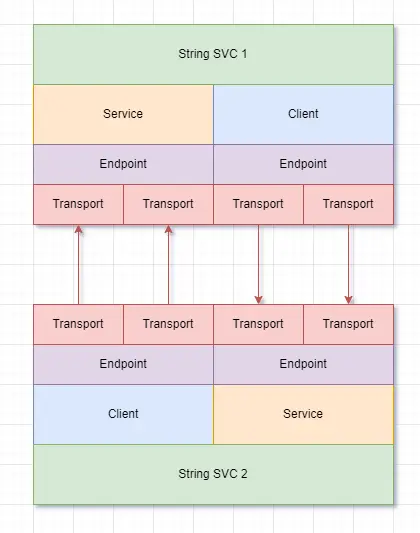 String SVC 1
Service Client
Endpoint Endpoint
Transport Transport Transport Transport
Transport Transport Transport Transport
Endpoint Endpoint
Client Service
String SVC 2